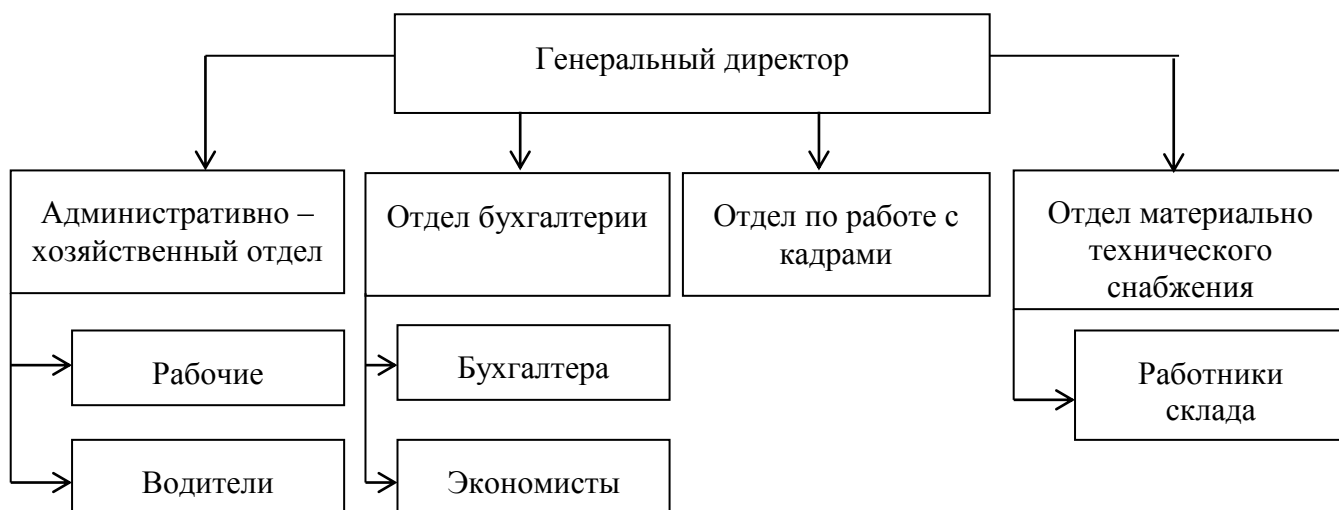 Генеральный директор
Административно –
хозяйственный отдел
Отдел бухгалтерии
Отдел по работе с
кадрами
Отдел материально
технического
снабжения
Рабочие
Бухгалтера
Работники
склада
Водители
Экономисты